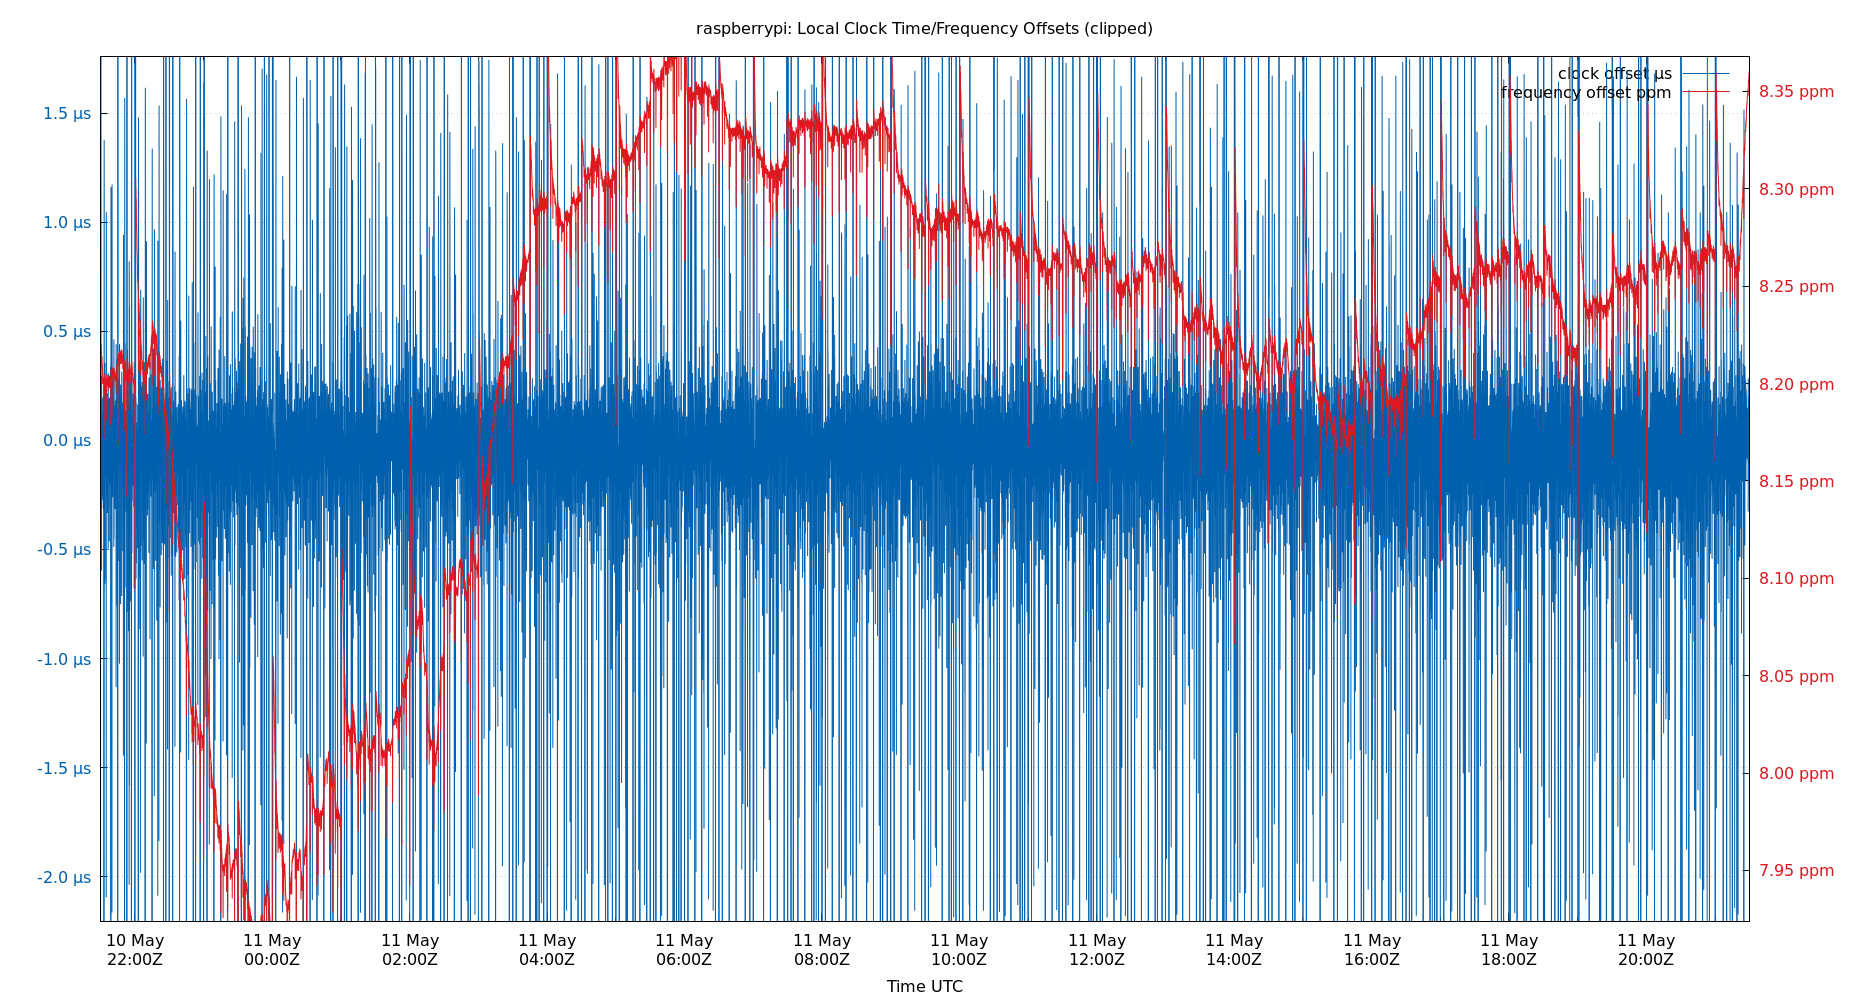 raspberrypi: Local Clock Time/Frequency Offsets (clipped)
clock offset µs
frequency offset ppm
1.5 µs
1.0 µs
0.5 µs
0.0 µs
-0.5 µs
-1.0 µs
-1.5 µs
-2.0 µs
8.35 ppm
8.30 ppm
8.25 ppm
8.20 ppm
8.15 ppm
8.10 ppm
8.05 ppm
8.00 ppm
7.95 ppm
10 May 11 May 11 May 11 May 11 May 11 May 11 May 11 May 11 May 11 May 11 May 11 May
22:00Z 00:00Z 02:00Z 04:00Z 06:00Z 08:00Z 10:00Z 12:00Z 14:00Z 16:00Z 18:00Z 20:00Z
Time UTC